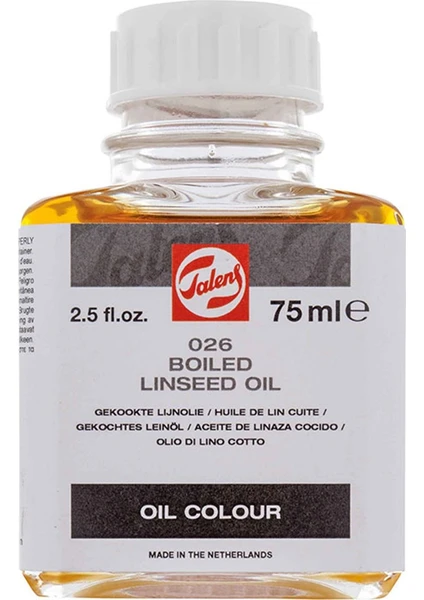 Talens
2.5 fl.oz. 75 ml e
026
BOILED
LINSEED OIL
GEKOOKTE LIJNOLIE / HUILE DE LIN CUITE /
GEKOCHTES LEINÖL / ACEITE DE LINAZA COCIDO /
OLIO DI LINO COTTO
OIL COLOUR
MADE IN THE NETHERLANDS